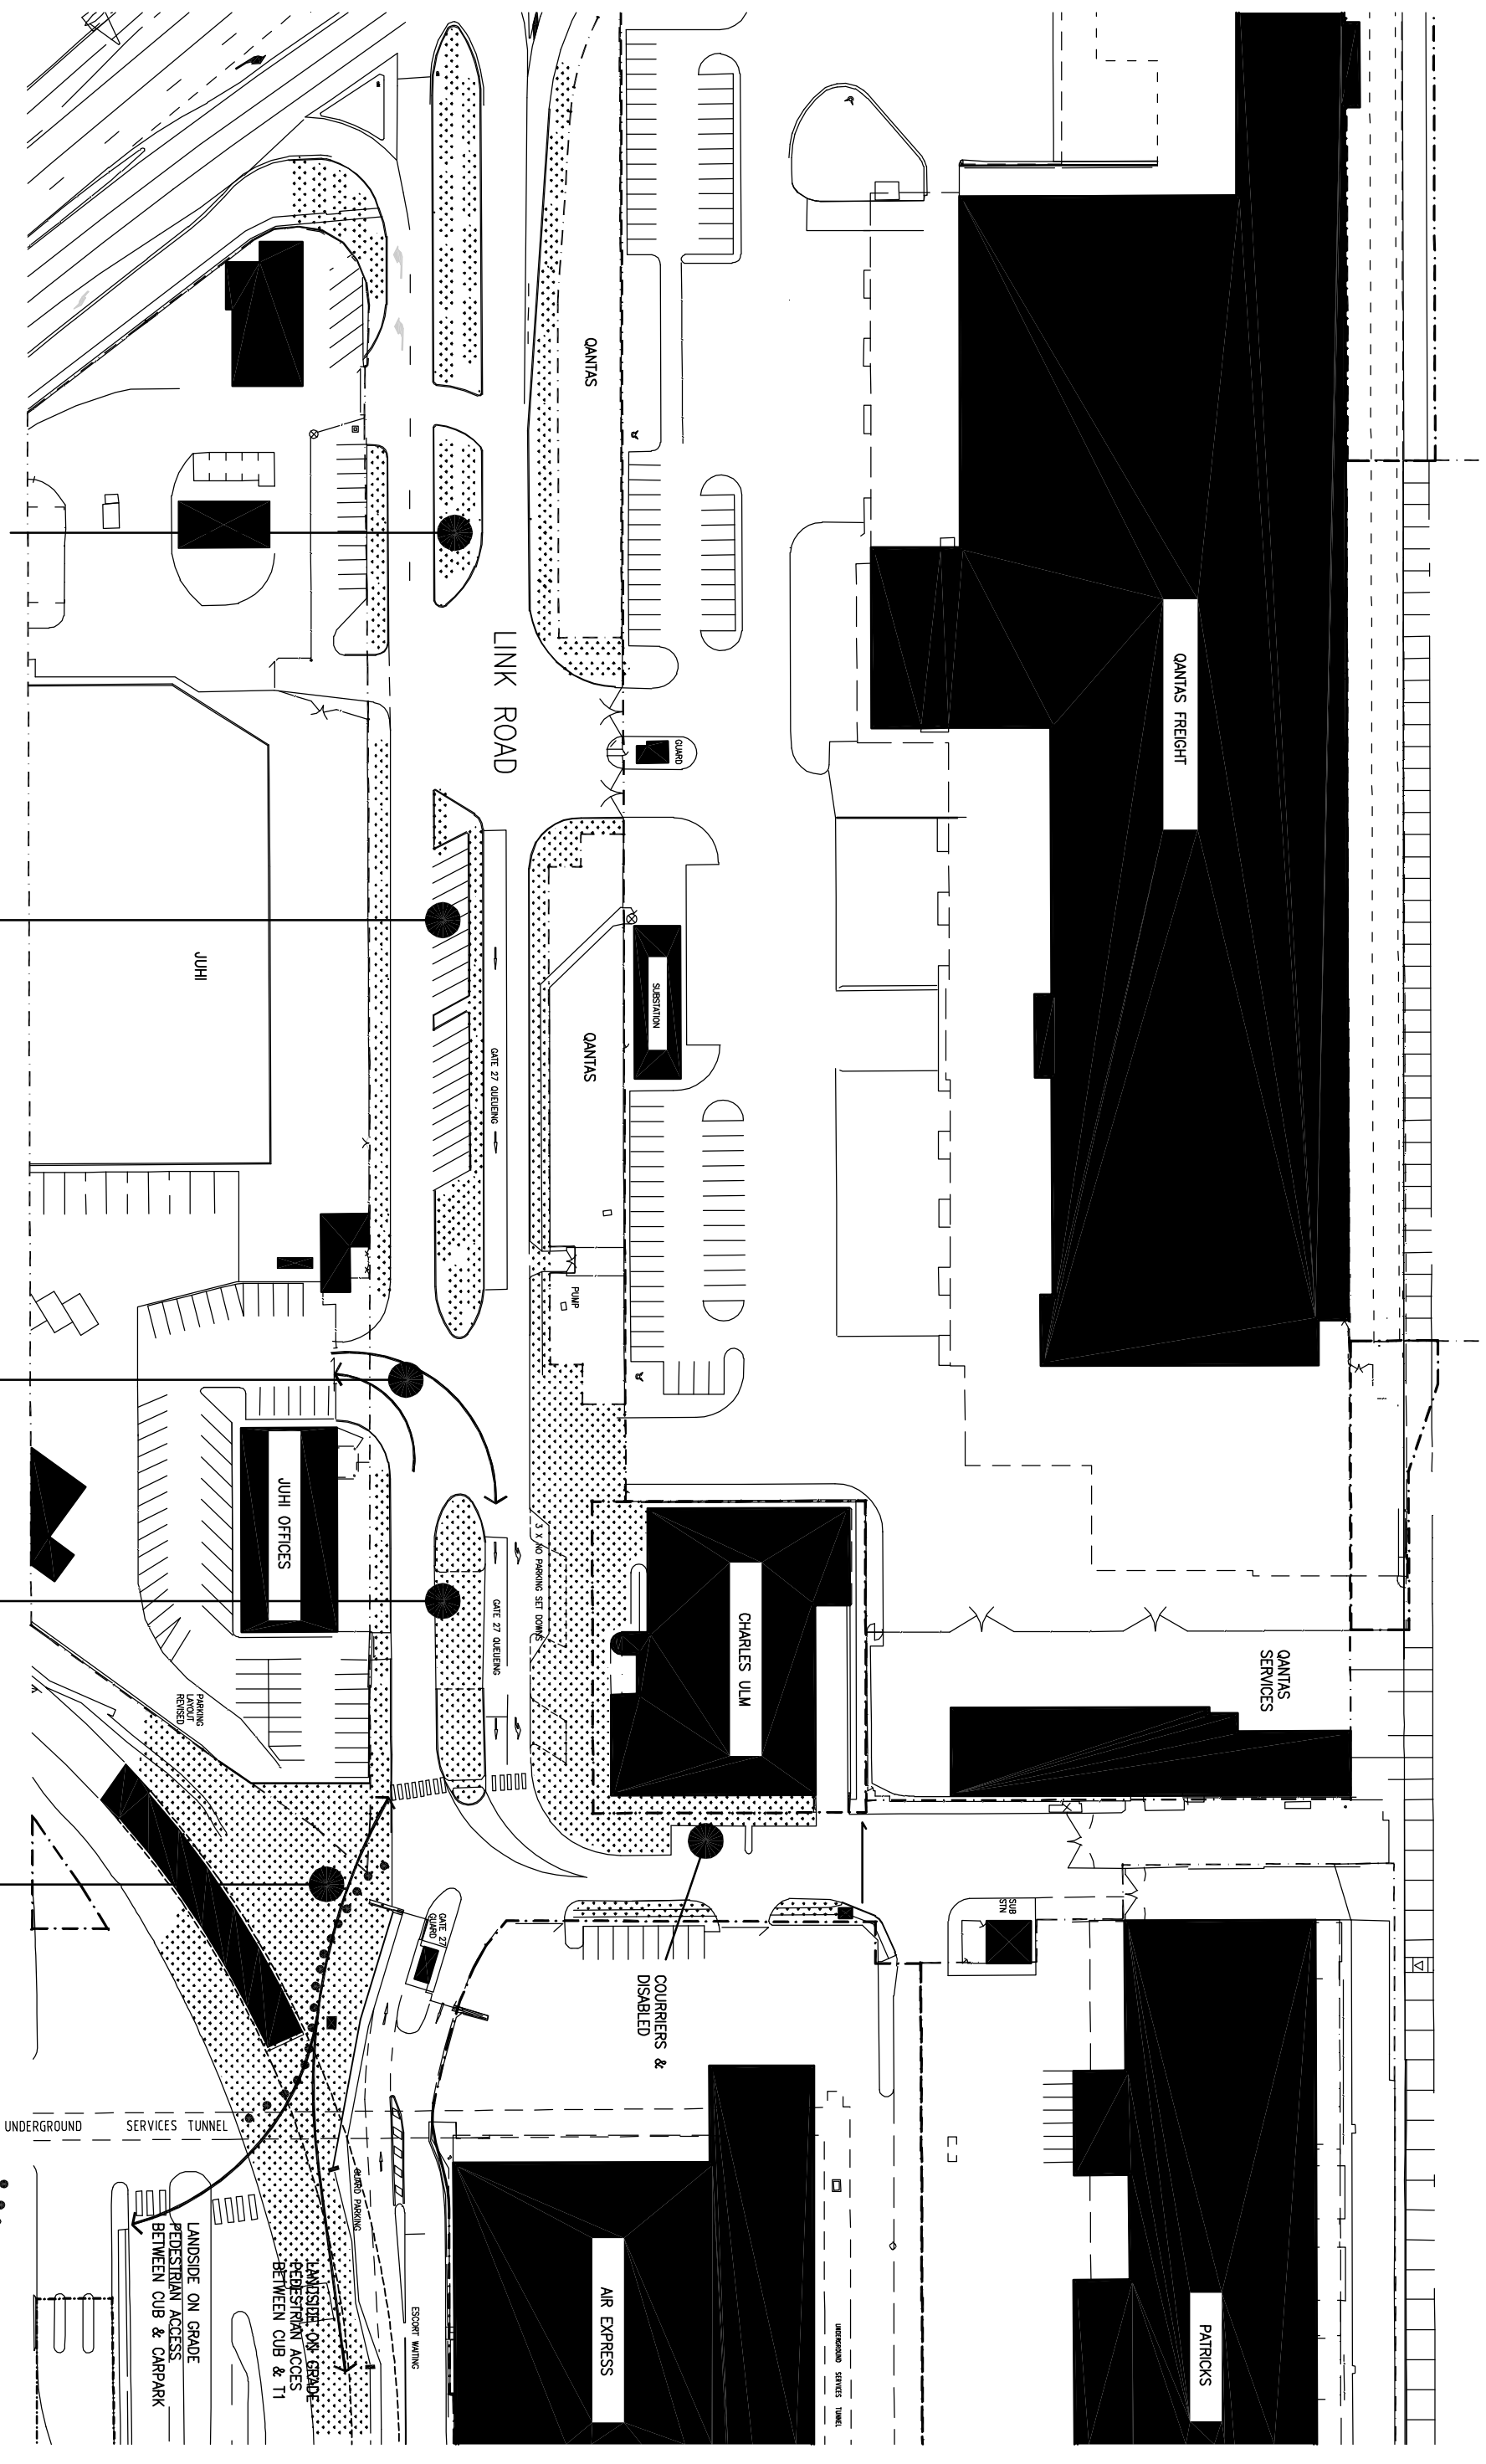 QANTAS
QANTAS FREIGHT
LINK ROAD
GUARD
JUHI
SUBSTATION
QANTAS
GATE 27 QUEUEING
PUMP
JUHI OFFICES
3 X NO PARKING SET DOWNS
GATE 27 QUEUEING
CHARLES ULM
QANTAS
SERVICES
PARKING
LAYOUT
REVISED
SUB
STN
GATE 27
GUARD
COURRIERS &
DISABLED
UNDERGROUND SERVICES TUNNEL
GUARD PARKING
LANDSIDE ON GRADE
PEDESTRIAN ACCESS
BETWEEN CUB & CARPARK
LANDSIDE ON GRADE
PEDESTRIAN ACCES
BETWEEN CUB & T1
ESCORT WAITING
AIR EXPRESS
UNDERGROUND SERVICES TUNNEL
PATRICKS